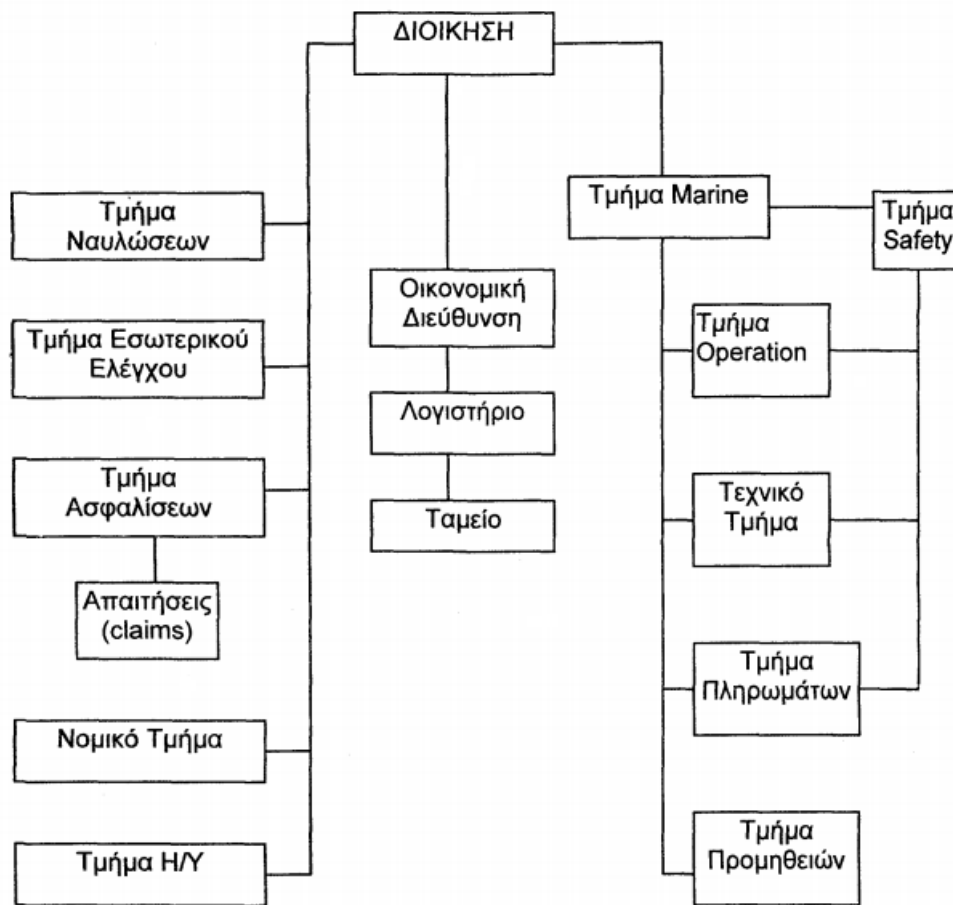 ΔΙΟΙΚΗΣΗ
Τμήμα
Ναυλώσεων
Τμήμα Εσωτερικού
Ελέγχου
Τμήμα
Ασφαλίσεων
Απαιτήσεις
(claims)
Νομικό Τμήμα
Τμήμα Η/Υ
Οικονομική
Διεύθυνση
Λογιστήριο
Ταμείο
Τμήμα Marine
Τμήμα
Safety
Τμήμα
Operation
Τεχνικό
Τμήμα
Τμήμα
Πληρωμάτων
Τμήμα
Προμηθειών